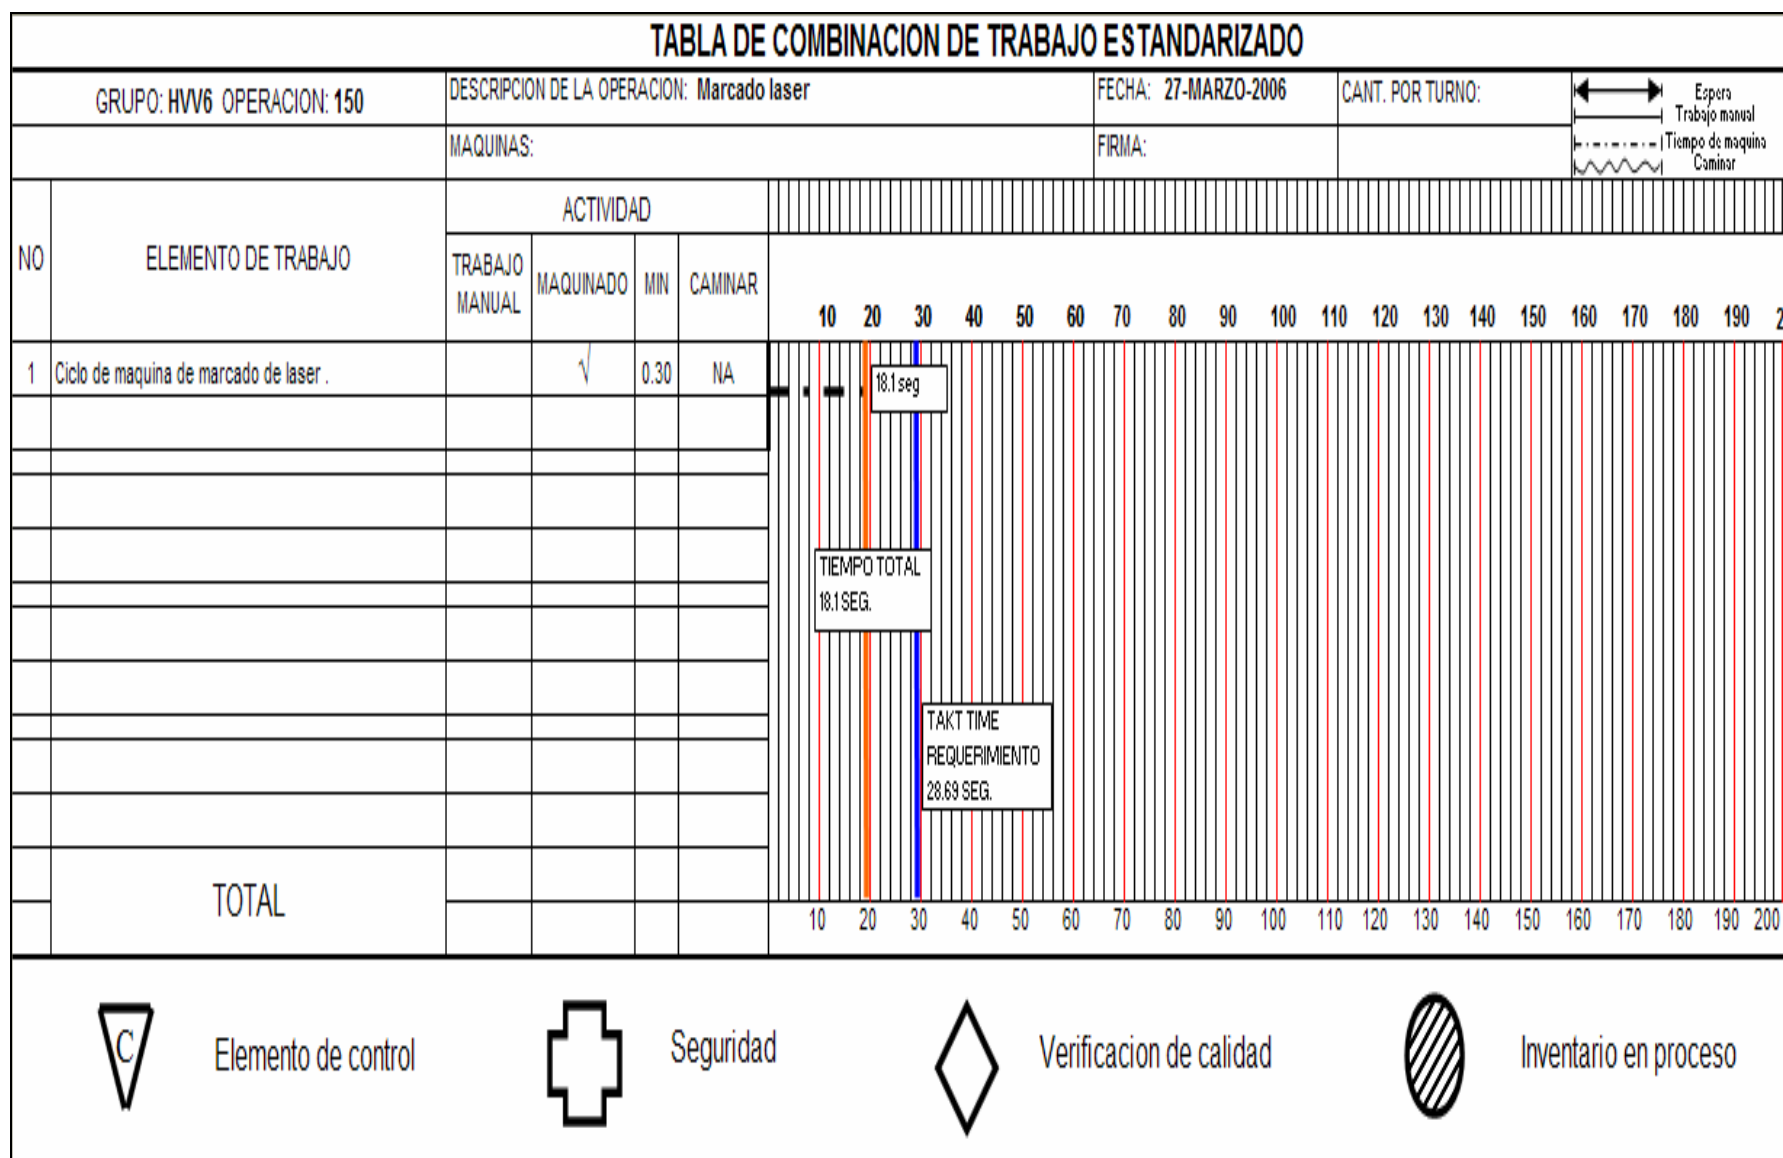 TABLA DE COMBINACION DE TRABAJO ESTANDARIZADO
GRUPO: HVV6 OPERACION: 150
DESCRIPCION DE LA OPERACION: Marcado laser
FECHA: 27-MARZO-2006
CANT. POR TURNO:
Espera
Trabajo manual
Tiempo de maquina
Caminar
MAQUINAS:
FIRMA:
NO
ELEMENTO DE TRABAJO
ACTIVIDAD
TRABAJO
MANUAL
MAQUINADO
MIN
CAMINAR
10 20 30 40 50 60 70 80 90 100 110 120 130 140 150 160 170 180 190 2
1 Ciclo de maquina de marcado de laser . √ 0.30 NA
18.1 seg
TIEMPO TOTAL
18.1 SEG.
TAKT TIME
REQUERIMIENTO
28.69 SEG.
TOTAL
10 20 30 40 50 60 70 80 90 100 110 120 130 140 150 160 170 180 190 200
C
Elemento de control
Seguridad
Verificacion de calidad
Inventario en proceso